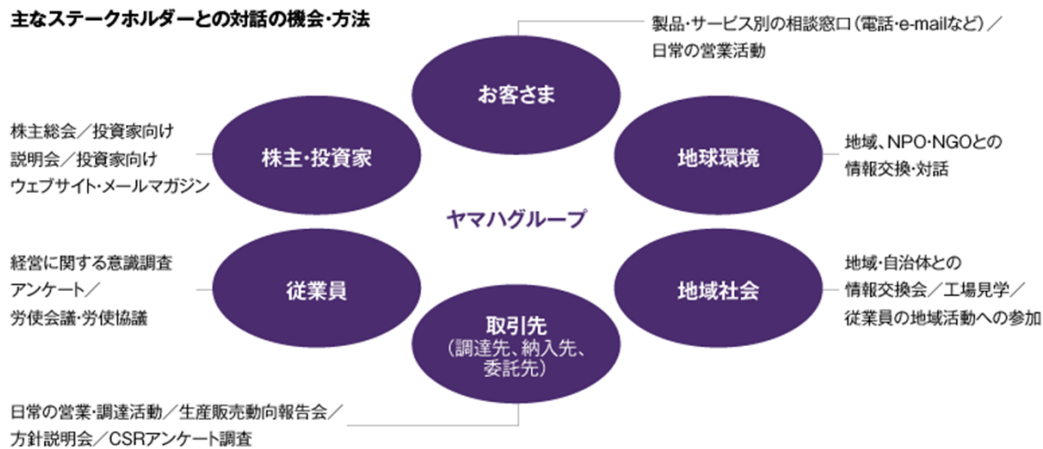 主なステークホルダーとの対話の機会・方法
製品・サービス別の相談窓口（電話・e-mailなど）／
日常の営業活動
お客さま
株主総会／投資家向け
説明会／投資家向け
ウェブサイト・メールマガジン
株主・投資家
地球環境
地域、NPO・NGOとの
情報交換・対話
ヤマハグループ
経営に関する意識調査
アンケート／
労使会議・労使協議
従業員
地域社会
地域・自治体との
情報交換会／工場見学／
従業員の地域活動への参加
取引先
（調達先、納入先、
委託先）
日常の営業・調達活動／生産販売動向報告会／
方針説明会／CSRアンケート調査